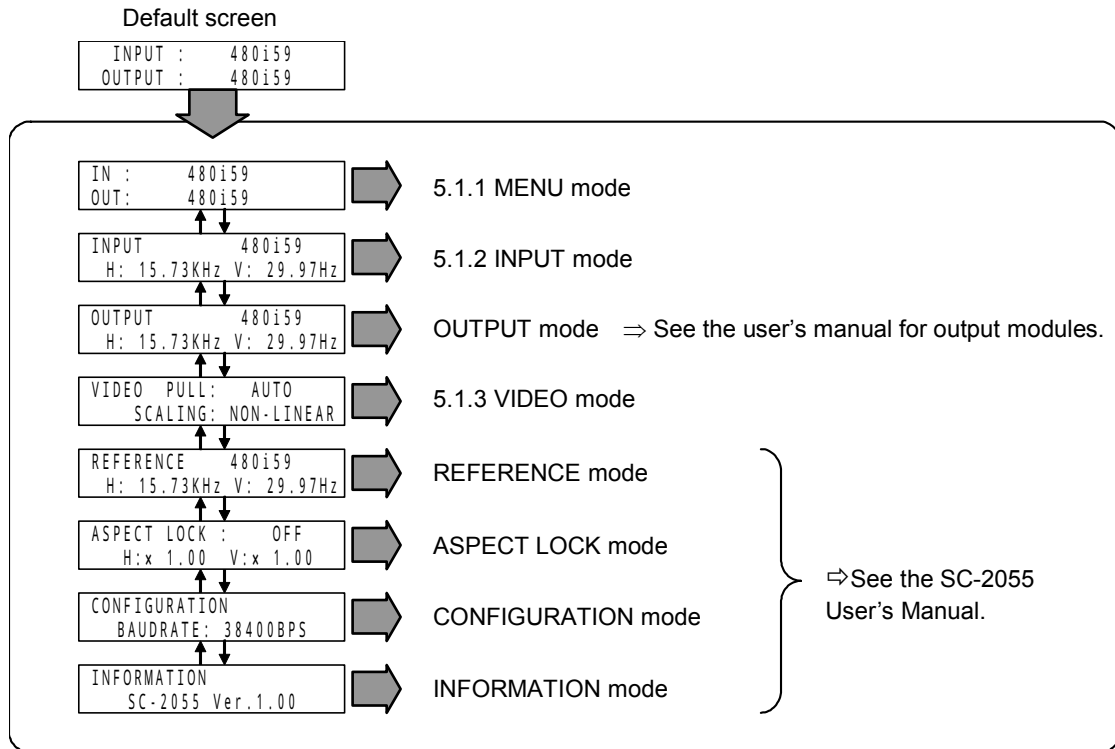 Default screen
INPUT : 480i59
OUTPUT : 480i59
IN : 480i59
OUT: 480i59
5.1.1 MENU mode
INPUT 480i59
H: 15.73KHz V: 29.97Hz
5.1.2 INPUT mode
OUTPUT 480i59
H: 15.73KHz V: 29.97Hz
OUTPUT mode ⇒ See the user's manual for output modules.
VIDEO PULL: AUTO
SCALING: NON-LINEAR
5.1.3 VIDEO mode
REFERENCE 480i59
H: 15.73KHz V: 29.97Hz
REFERENCE mode
ASPECT LOCK : OFF
H:x 1.00 V:x 1.00
ASPECT LOCK mode
CONFIGURATION
BAUDRATE: 38400BPS
CONFIGURATION mode
INFORMATION
SC-2055 Ver.1.00
INFORMATION mode
⇨See the SC-2055
User's Manual.